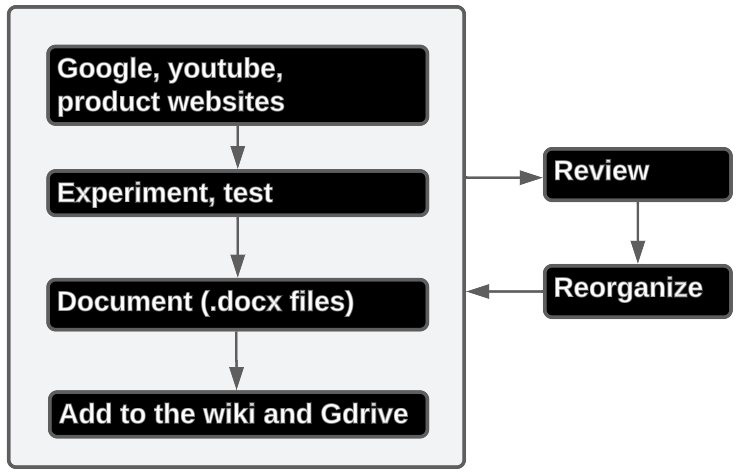 Google, youtube,
product websites
Experiment, test
Document (.docx files)
Add to the wiki and Gdrive
Review
Reorganize